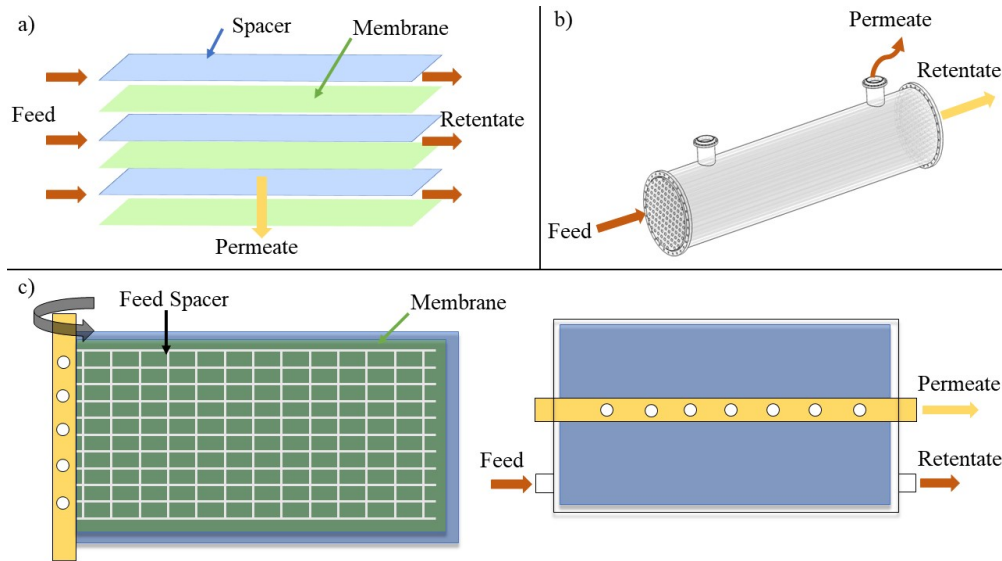 a)
Spacer
Membrane
Feed
Retentate
Permeate
b)
Permeate
Retentate
Feed
c)
Feed Spacer
Membrane
Permeate
Feed
Retentate